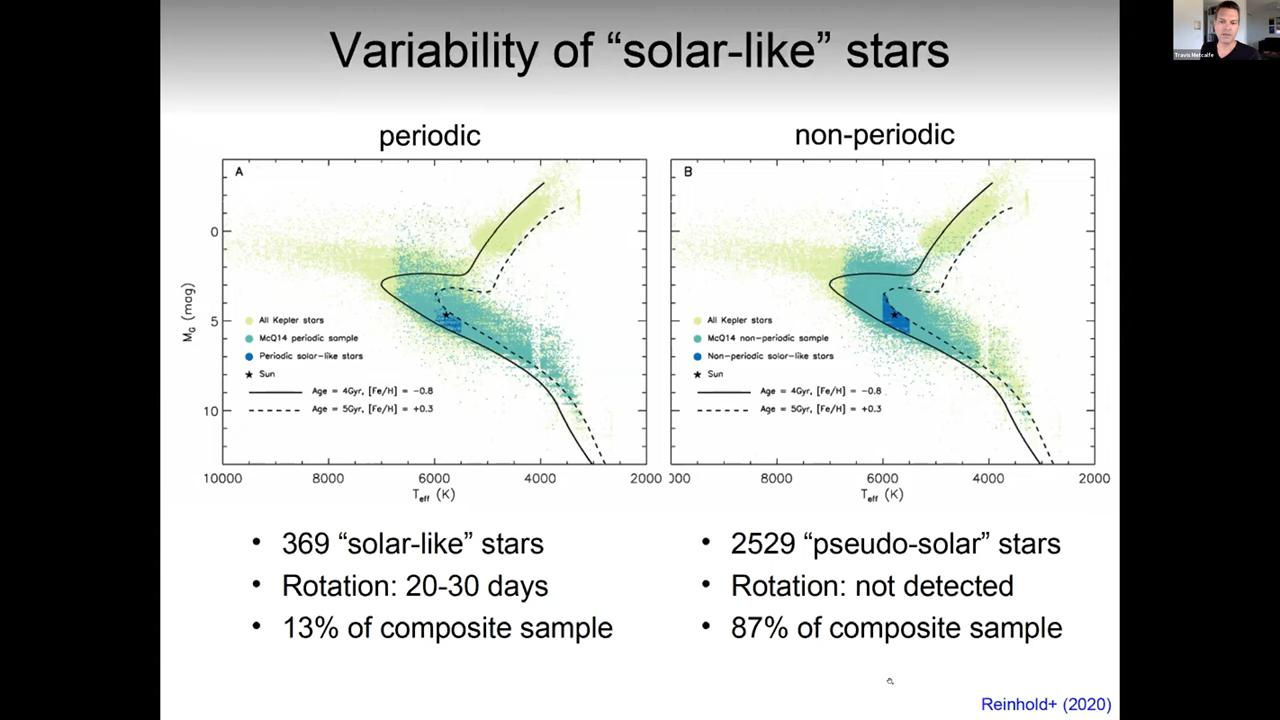 Variability of “solar-like” stars
Travis Metcalfe
periodic
A
0
5
10
M_G (mag)
All Kepler stars
McQ14 periodic sample
Periodic solar-like stars
Sun
Age = 4Gyr, [Fe/H] = −0.8
Age = 5Gyr, [Fe/H] = +0.3
10000 8000 6000 4000 2000
T_eff (K)
non-periodic
B
All Kepler stars
McQ14 non-periodic sample
Non-periodic solar-like stars
Sun
Age = 4Gyr, [Fe/H] = −0.8
Age = 5Gyr, [Fe/H] = +0.3
000 8000 6000 4000 2000
T_eff (K)
• 369 “solar-like” stars
• Rotation: 20-30 days
• 13% of composite sample
• 2529 “pseudo-solar” stars
• Rotation: not detected
• 87% of composite sample
Reinhold+ (2020)